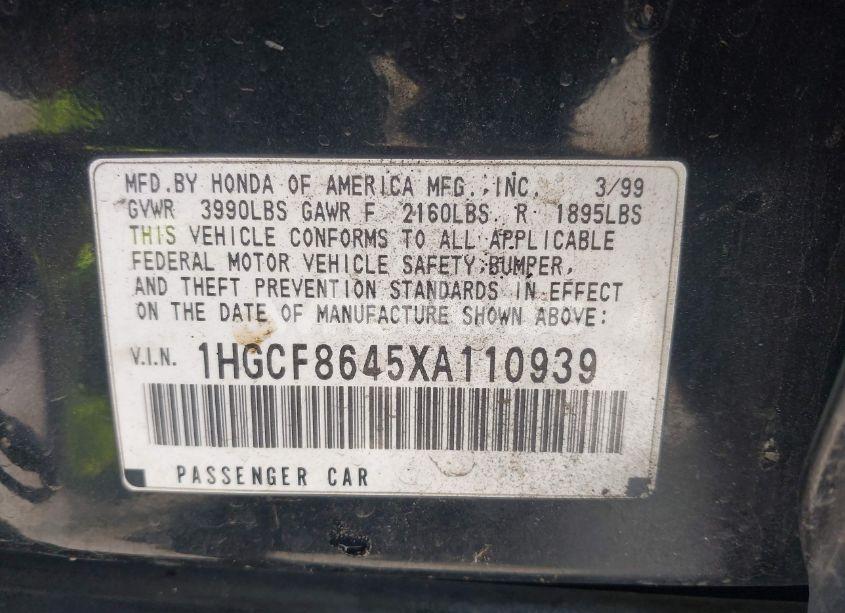 MFD.BY HONDA OF AMERICA MFG.,INC. 3/99
GVWR 3990LBS GAWR F 2160LBS R 1895LBS
THIS VEHICLE CONFORMS TO ALL APPLICABLE
FEDERAL MOTOR VEHICLE SAFETY,BUMPER,
AND THEFT PREVENTION STANDARDS IN EFFECT
ON THE DATE OF MANUFACTURE SHOWN ABOVE:
V.I.N. 1HGCF8645XA110939
PASSENGER CAR